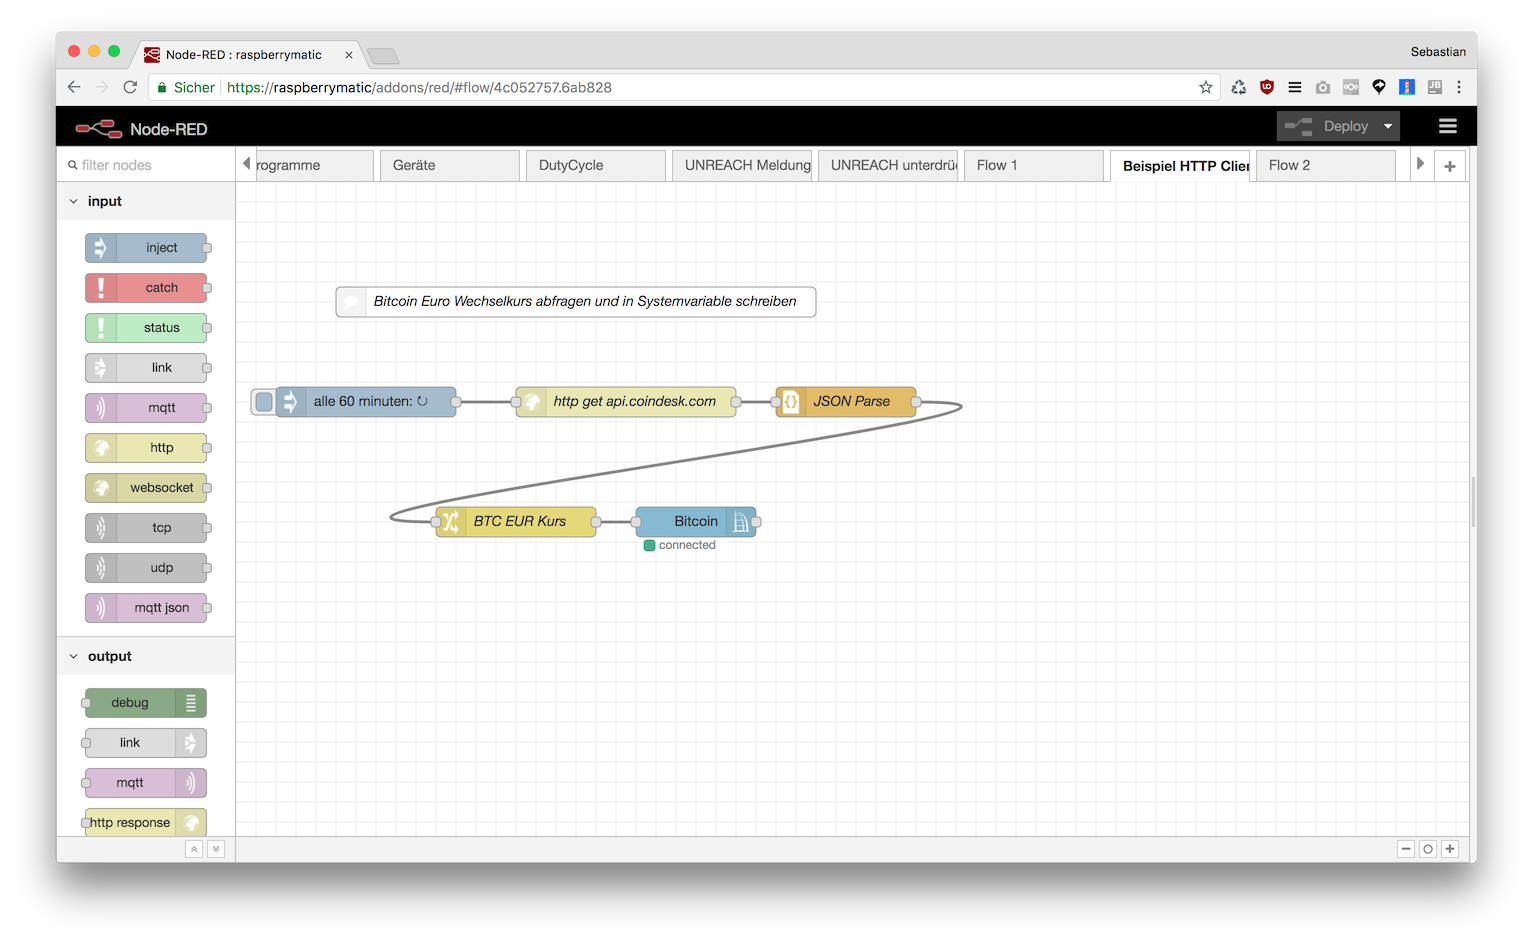 Node-RED : raspberrymatic
Sebastian
Sicher
https://raspberrymatic/addons/red/#flow/4c052757.6ab828
Node-RED
Deploy
filter nodes
rogramme
Geräte
DutyCycle
UNREACH Meldung
UNREACH unterdrü
Flow 1
Beispiel HTTP Clie
Flow 2
input
inject
catch
status
link
mqtt
http
websocket
tcp
udp
mqtt json
output
debug
link
mqtt
http response
Bitcoin Euro Wechselkurs abfragen und in Systemvariable schreiben
alle 60 minuten: ↻
http get api.coindesk.com
JSON Parse
BTC EUR Kurs
Bitcoin
connected